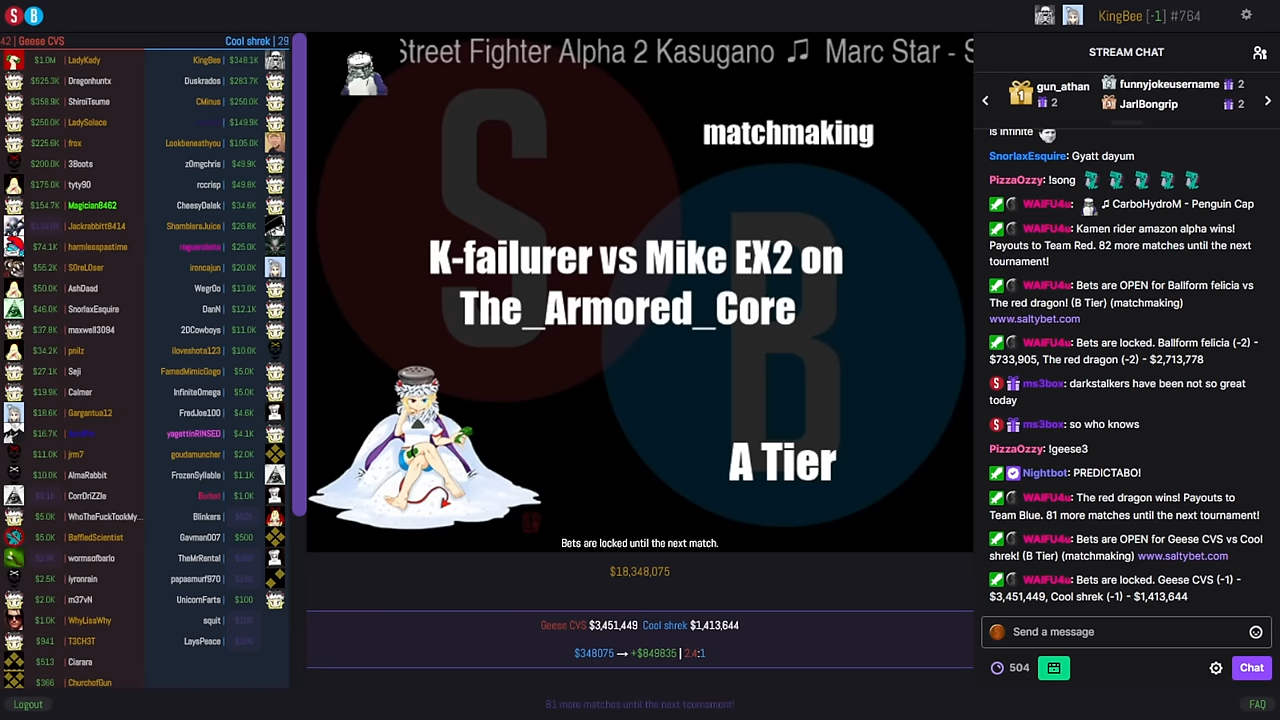 S B
KingBee [-1] #764
42 | Geese CVS
Cool shrek | 29
$1.0M | LadyKady
KingBee | $348.1K
$525.3K | Dragonhuntx
Duskrados | $283.7K
$358.9K | ShiroiTsume
CMinus | $250.0K
$250.0K | LadySolace
$149.9K
$225.6K | frox
Lookbeneathyou | $105.0K
$200.0K | 3Boots
z0mgchris | $49.9K
$175.0K | tyty90
rccrisp | $49.8K
$154.7K | Magician8462
CheesyDalek | $34.6K
Jackrabbitt8414
ShamblersJuice | $26.8K
$74.1K | harmlesspastime
$25.0K
$55.2K | S0reL0ser
ironcajun | $20.0K
$50.0K | AshDaad
Wegr0o | $13.0K
$46.0K | SnorlaxEsquire
DanN | $12.1K
$37.8K | maxwell3094
2DCowboys | $11.0K
$34.2K | pnilz
iloveshota123 | $10.0K
$27.1K | Seji
FamedMimicGogo | $5.0K
$19.9K | Calmer
InfiniteOmega | $5.0K
$18.6K | Gargantua12
FredJoe100 | $4.6K
$16.7K |
yagettinRINSED | $4.1K
$11.0K | jrm7
goudamuncher | $2.0K
$10.0K | AlmaRabbit
FrozenSyllable | $1.1K
CorrDriZZle
$1.0K
$5.0K | WhoTheFuckTookMy...
Blinkers
$5.0K | BaffledScientist
Gavman007 | $500
wormsofbarlo
TheMrRental
$2.5K | iyronrain
papasmurf970
$2.0K | m37vN
UnicornFarts | $100
$1.0K | WhyLisaWhy
squit
$941 | T3CH3T
LaysPeace
$513 | Ciarara
$366 | ChurchofGun
Logout
Street Fighter Alpha 2 Kasugano ♫ Marc Star - S
S
B
matchmaking
K-failurer vs Mike EX2 on
The_Armored_Core
A Tier
Bets are locked until the next match.
$18,348,075
Geese CVS $3,451,449 Cool shrek $1,413,644
$348075 → +$849835 | 2.4:1
81 more matches until the next tournament!
STREAM CHAT
1 gun_athan 2
2 funnyjokeusername 2
3 JarlBongrip 2
is infinite
SnorlaxEsquire: Gyatt dayum
PizzaOzzy: !song
WAIFU4u: ♫ CarboHydroM - Penguin Cap
WAIFU4u: Kamen rider amazon alpha wins!
Payouts to Team Red. 82 more matches until the next
tournament!
WAIFU4u: Bets are OPEN for Ballform felicia vs
The red dragon! (B Tier) (matchmaking)
www.saltybet.com
WAIFU4u: Bets are locked. Ballform felicia (-2) -
$733,905, The red dragon (-2) - $2,713,778
ms3box: darkstalkers have been not so great
today
ms3box: so who knows
PizzaOzzy: !geese3
Nightbot: PREDICTABO!
WAIFU4u: The red dragon wins! Payouts to
Team Blue. 81 more matches until the next tournament!
WAIFU4u: Bets are OPEN for Geese CVS vs Cool
shrek! (B Tier) (matchmaking) www.saltybet.com
WAIFU4u: Bets are locked. Geese CVS (-1) -
$3,451,449, Cool shrek (-1) - $1,413,644
Send a message
504
Chat
FAQ